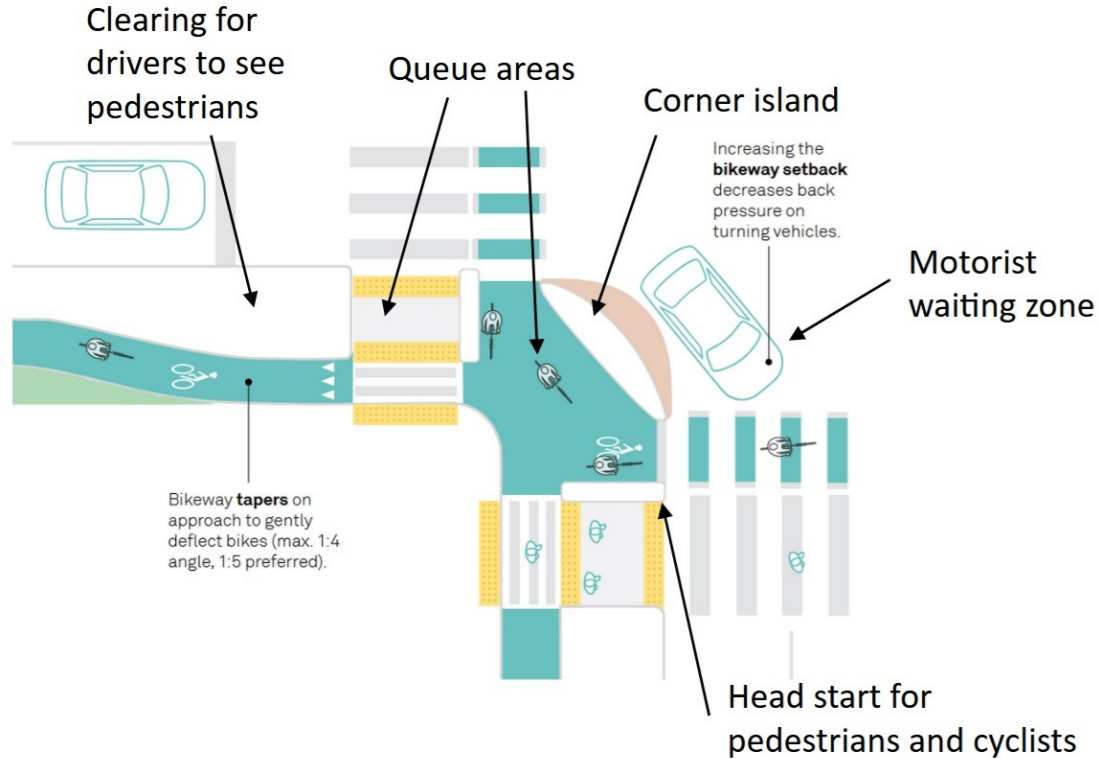 Clearing for
drivers to see
pedestrians
Queue areas
Corner island
Increasing the
bikeway setback
decreases back
pressure on
turning vehicles.
Motorist
waiting zone
Bikeway tapers on
approach to gently
deflect bikes (max. 1:4
angle, 1:5 preferred).
Head start for
pedestrians and cyclists